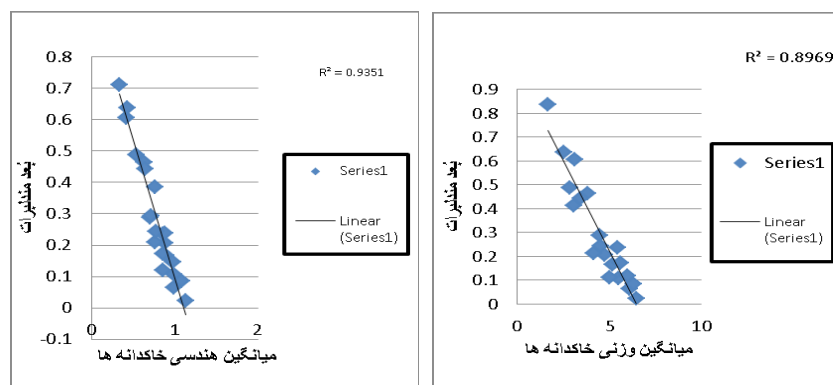 R² = 0.9351
0.8
0.7
0.6
0.5
0.4
0.3
0.2
0.1
0
-0.1
0
1
2
بُعد مندلبرات
میانگین هندسی خاکدانه ها
Series1
Linear
(Series1)
R² = 0.8969
0.9
0.8
0.7
0.6
0.5
0.4
0.3
0.2
0.1
0
0
5
10
بُعد مندلبرات
میانگین وزنی خاکدانه ها
Series1
Linear
(Series1)